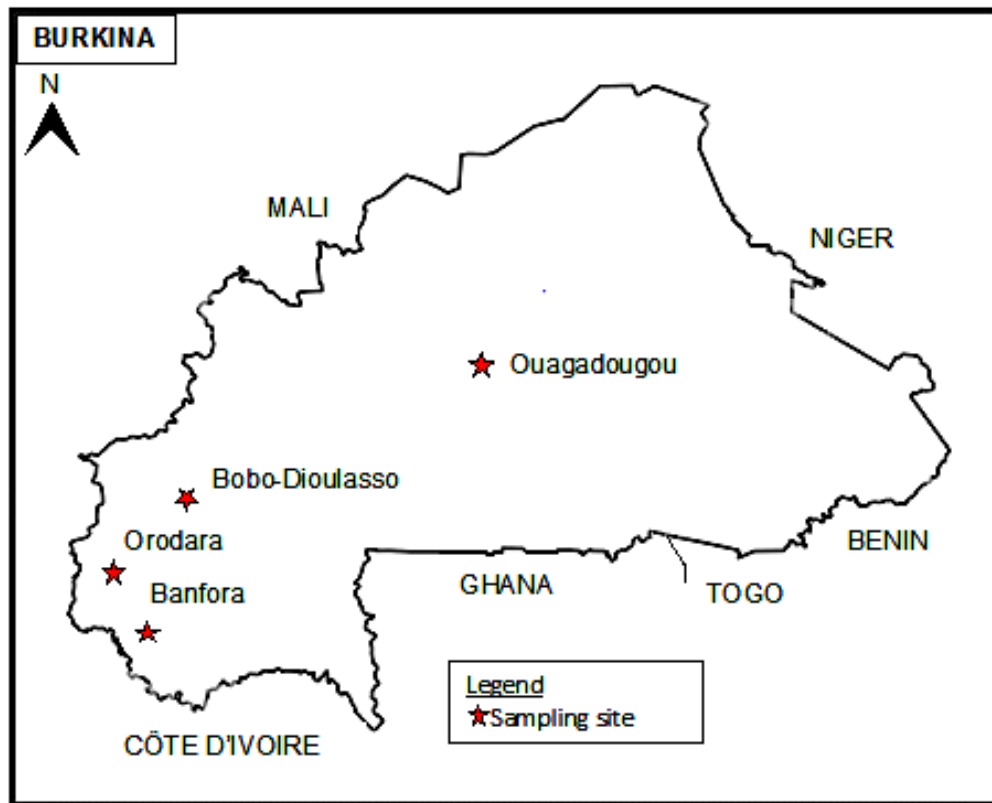 BURKINA
N
MALI
NIGER
Ouagadougou
Bobo-Dioulasso
Orodara
Banfora
BENIN
GHANA
TOGO
Legend
Sampling site
CÔTE D'IVOIRE